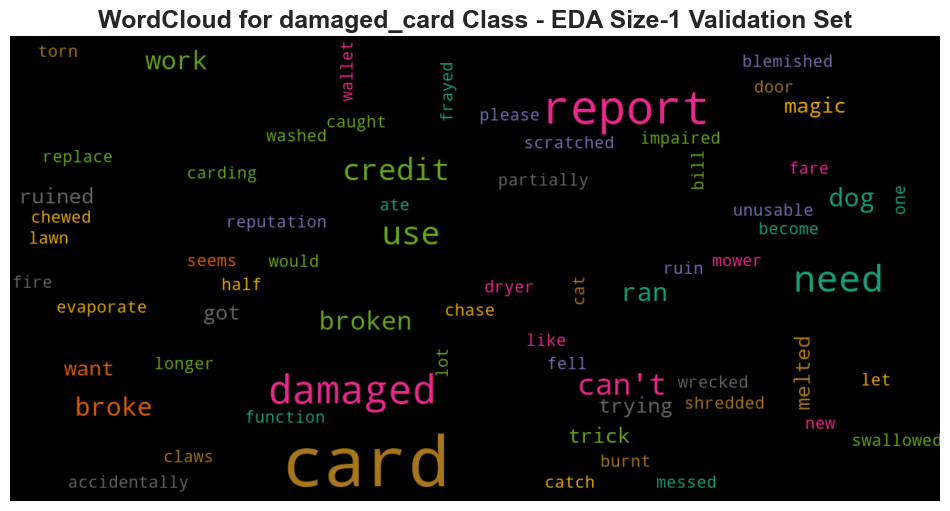 WordCloud for damaged_card Class - EDA Size-1 Validation Set
torn
work
wallet
frayed
blemished
door
magic
please
report
caught
washed
scratched
impaired
replace
carding
credit
partially
bill
fare
ruined
chewed
lawn
ate
reputation
use
unusable
become
dog
one
seems
would
ruin
mower
fire
half
evaporate
got
dryer
chase
cat
ran
need
broken
like
fell
want
longer
lot
melted
let
damaged
can't
wrecked
trying
shredded
broke
function
new
trick
swallowed
card
claws
burnt
accidentally
catch
messed